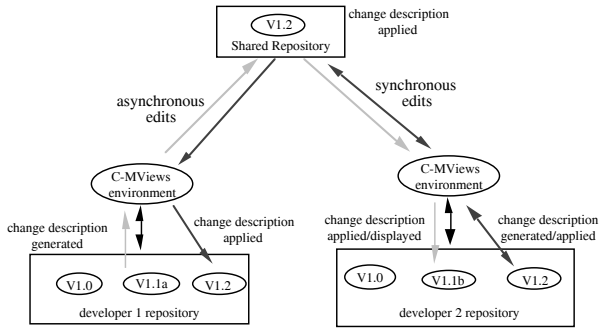 V1.2
Shared Repository
change description
applied
asynchronous
edits
synchronous
edits
C-MViews
environment
C-MViews
environment
change description
generated
change description
applied
change description
applied/displayed
change description
generated/applied
V1.0
V1.1a
V1.2
developer 1 repository
V1.0
V1.1b
V1.2
developer 2 repository